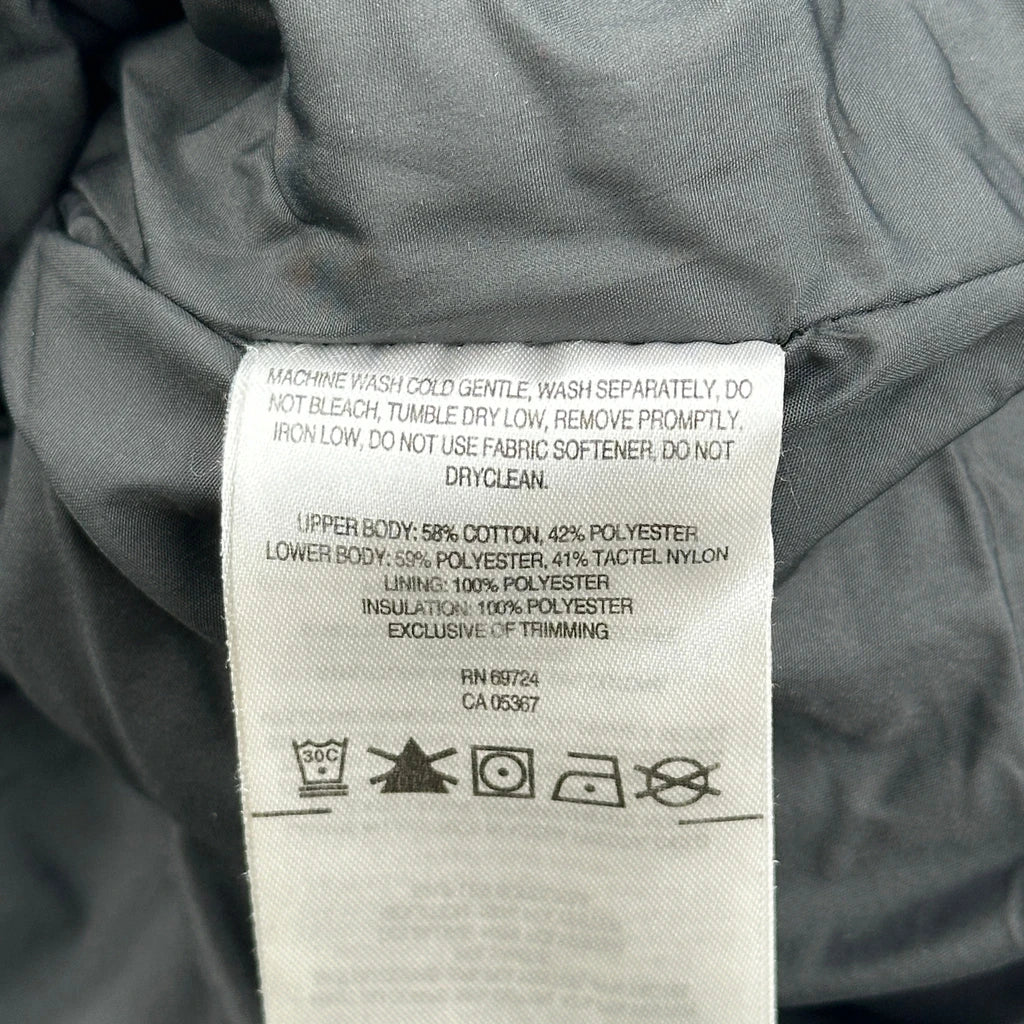 MACHINE WASH COLD GENTLE, WASH SEPARATELY, DO
NOT BLEACH, TUMBLE DRY LOW, REMOVE PROMPTLY.
IRON LOW, DO NOT USE FABRIC SOFTENER, DO NOT
DRYCLEAN.
UPPER BODY: 58% COTTON, 42% POLYESTER
LOWER BODY: 59% POLYESTER, 41% TACTEL NYLON
LINING: 100% POLYESTER
INSULATION: 100% POLYESTER
EXCLUSIVE OF TRIMMING
RN 69724
CA 05367
30C